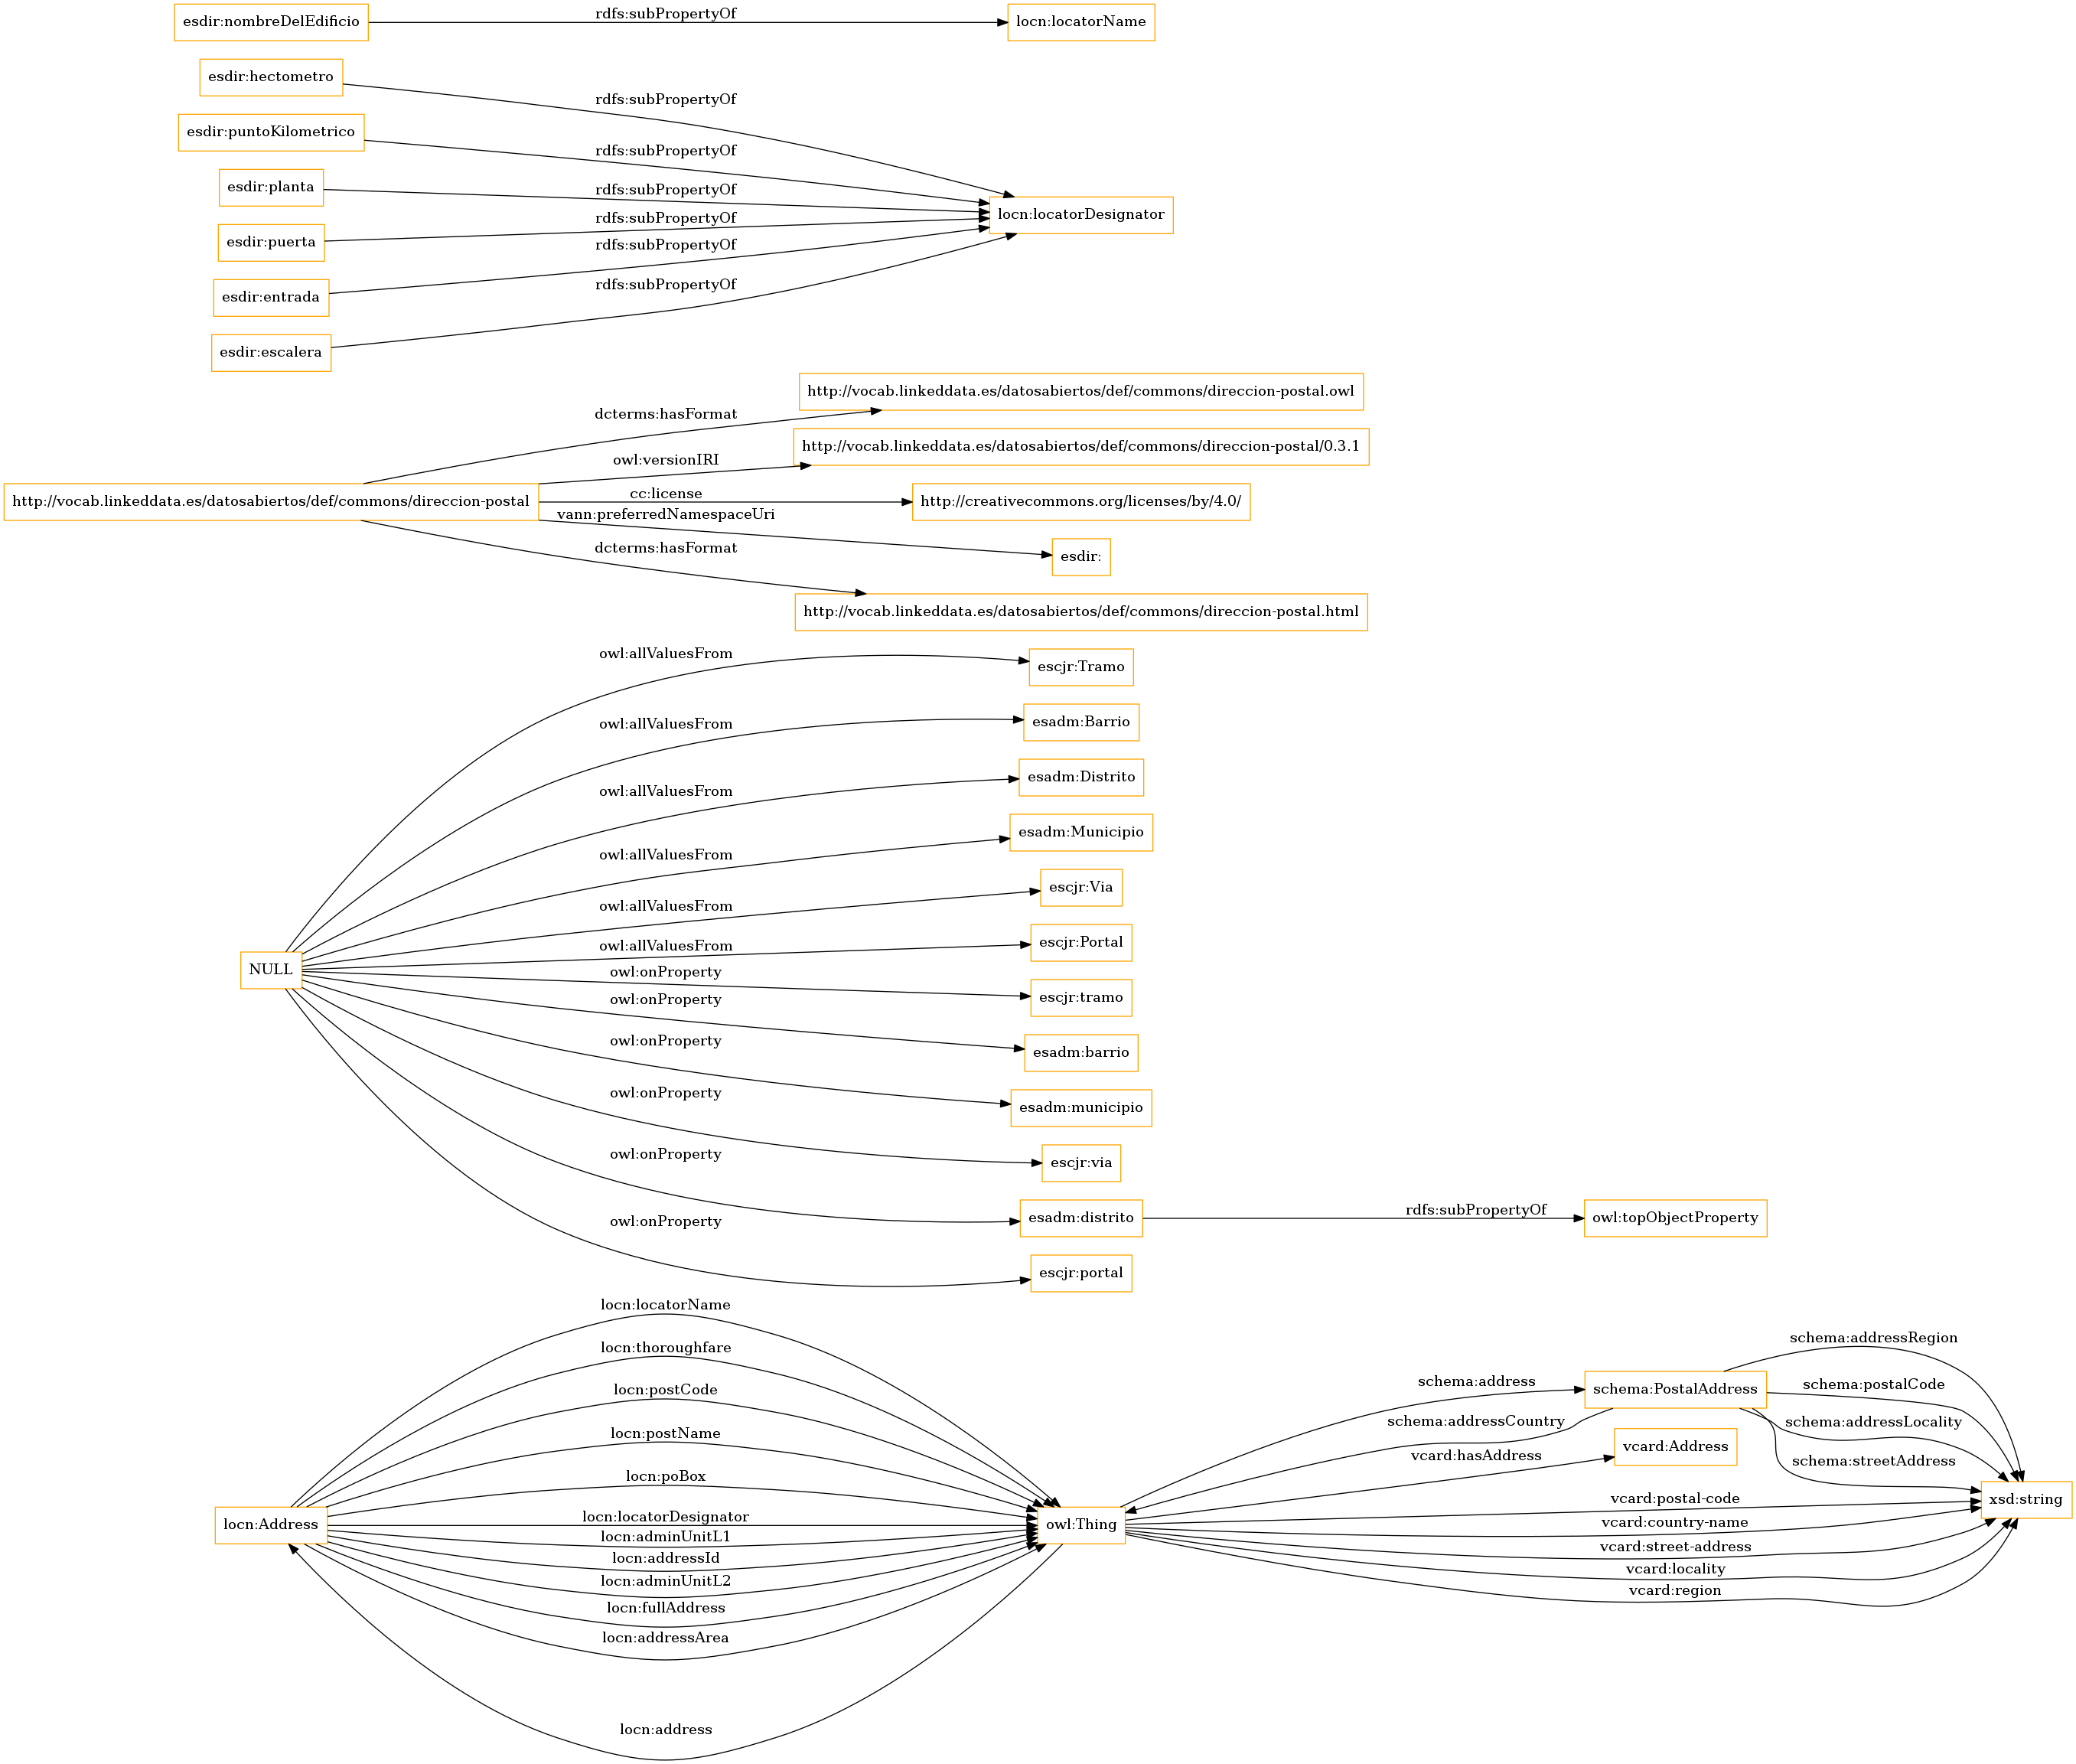 esdir:nombreDelEdificio
rdfs:subPropertyOf
locn:locatorName
esdir:hectometro
rdfs:subPropertyOf
esdir:puntoKilometrico
rdfs:subPropertyOf
esdir:planta
rdfs:subPropertyOf
locn:locatorDesignator
esdir:puerta
rdfs:subPropertyOf
esdir:entrada
rdfs:subPropertyOf
esdir:escalera
rdfs:subPropertyOf
http://vocab.linkeddata.es/datosabiertos/def/commons/direccion-postal.owl
dcterms:hasFormat
http://vocab.linkeddata.es/datosabiertos/def/commons/direccion-postal/0.3.1
owl:versionIRI
http://vocab.linkeddata.es/datosabiertos/def/commons/direccion-postal
cc:license
http://creativecommons.org/licenses/by/4.0/
vann:preferredNamespaceUri
esdir:
dcterms:hasFormat
http://vocab.linkeddata.es/datosabiertos/def/commons/direccion-postal.html
owl:allValuesFrom
escjr:Tramo
owl:allValuesFrom
esadm:Barrio
owl:allValuesFrom
esadm:Distrito
owl:allValuesFrom
esadm:Municipio
owl:allValuesFrom
escjr:Via
owl:allValuesFrom
escjr:Portal
NULL
owl:onProperty
escjr:tramo
owl:onProperty
esadm:barrio
owl:onProperty
esadm:municipio
owl:onProperty
escjr:via
owl:onProperty
esadm:distrito
rdfs:subPropertyOf
owl:topObjectProperty
owl:onProperty
escjr:portal
locn:locatorName
locn:thoroughfare
locn:postCode
locn:postName
locn:poBox
locn:Address
locn:locatorDesignator
locn:adminUnitL1
locn:addressId
locn:adminUnitL2
locn:fullAddress
locn:addressArea
locn:address
owl:Thing
schema:address
schema:addressCountry
vcard:hasAddress
vcard:postal-code
vcard:country-name
vcard:street-address
vcard:locality
vcard:region
schema:PostalAddress
vcard:Address
schema:addressRegion
schema:postalCode
schema:addressLocality
schema:streetAddress
xsd:string